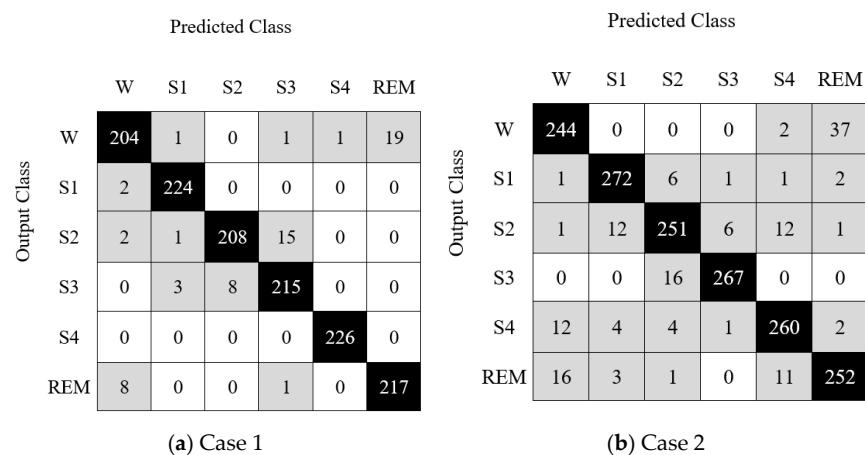 Predicted Class
W S1 S2 S3 S4 REM
Output Class
W 204 1 0 1 1 19
S1 2 224 0 0 0 0
S2 2 1 208 15 0 0
S3 0 3 8 215 0 0
S4 0 0 0 0 226 0
REM 8 0 0 1 0 217
(a) Case 1
Predicted Class
W S1 S2 S3 S4 REM
Output Class
W 244 0 0 0 2 37
S1 1 272 6 1 1 2
S2 1 12 251 6 12 1
S3 0 0 16 267 0 0
S4 12 4 4 1 260 2
REM 16 3 1 0 11 252
(b) Case 2